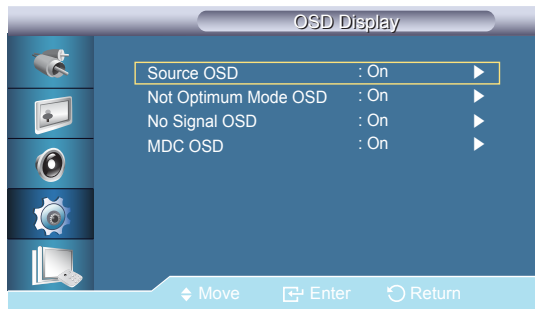 OSD Display
Source OSD : On
Not Optimum Mode OSD : On
No Signal OSD : On
MDC OSD : On
Move Enter Return